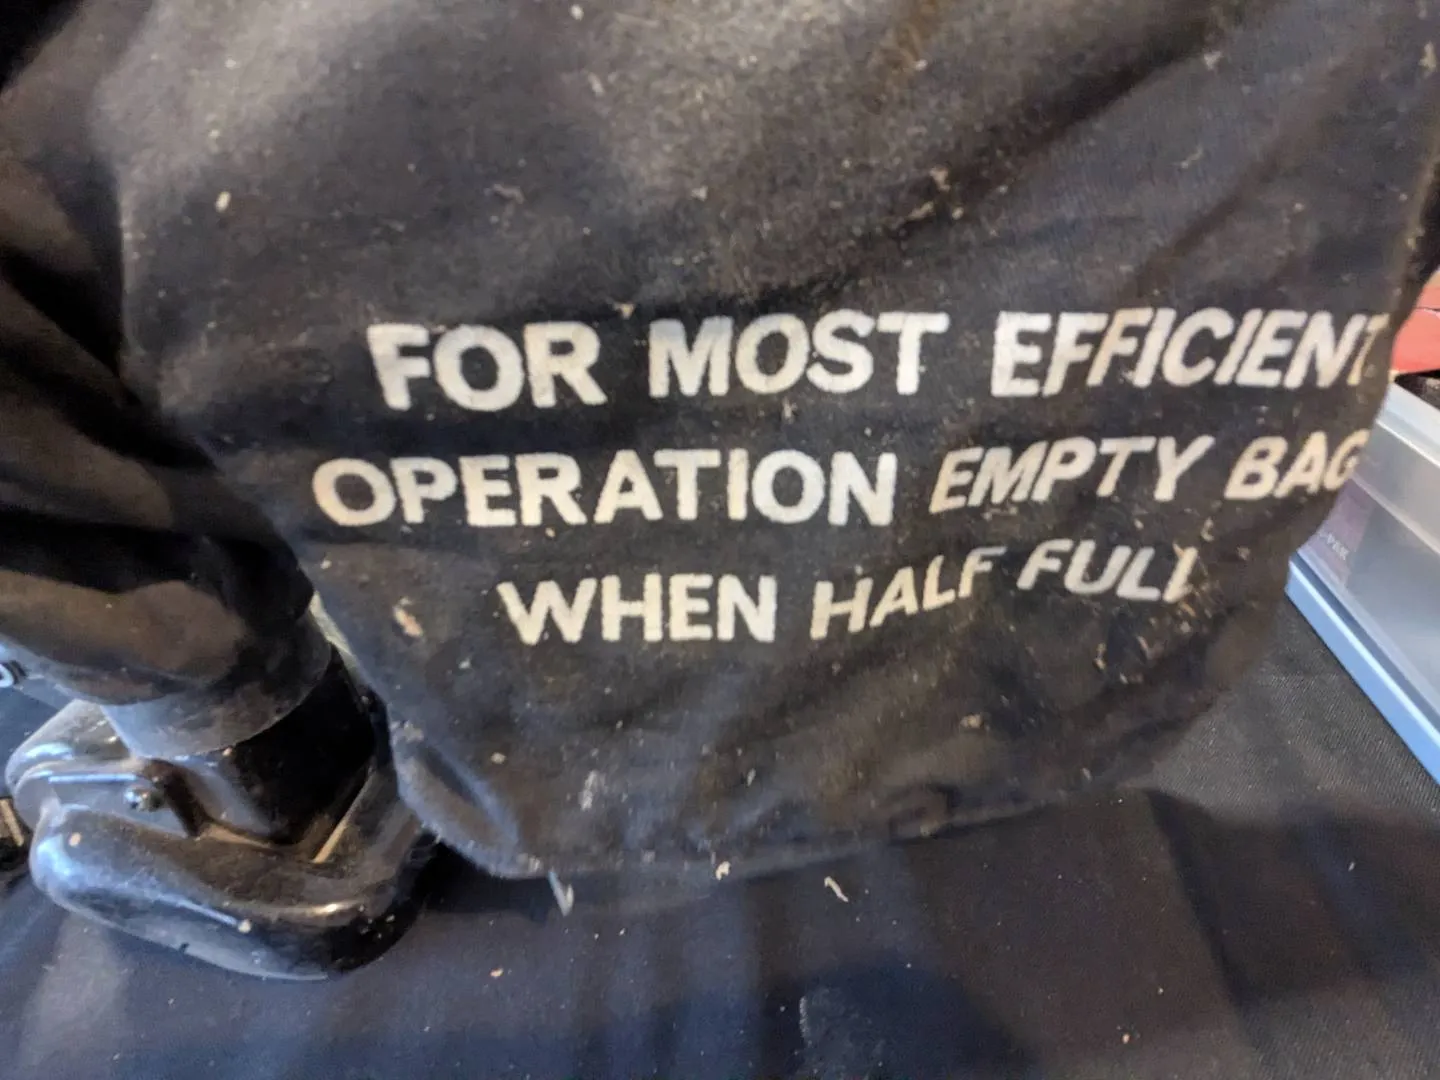 FOR MOST EFFICIENT
OPERATION EMPTY BAG
WHEN HALF FULL